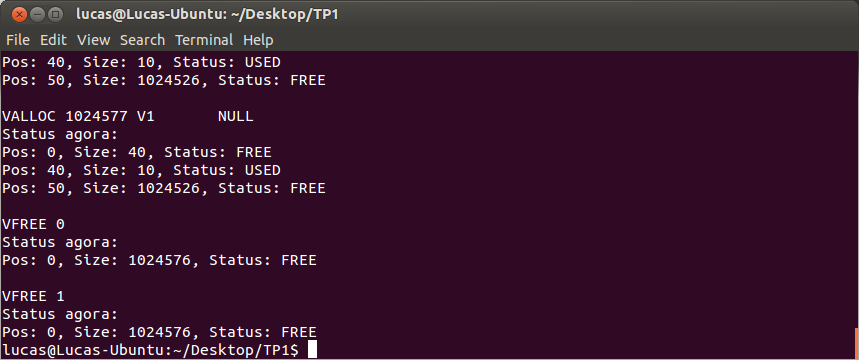 lucas@Lucas-Ubuntu: ~/Desktop/TP1
File Edit View Search Terminal Help
Pos: 40, Size: 10, Status: USED
Pos: 50, Size: 1024526, Status: FREE
VALLOC 1024577 V1 NULL
Status agora:
Pos: 0, Size: 40, Status: FREE
Pos: 40, Size: 10, Status: USED
Pos: 50, Size: 1024526, Status: FREE
VFREE 0
Status agora:
Pos: 0, Size: 1024576, Status: FREE
VFREE 1
Status agora:
Pos: 0, Size: 1024576, Status: FREE
lucas@Lucas-Ubuntu:~/Desktop/TP1$